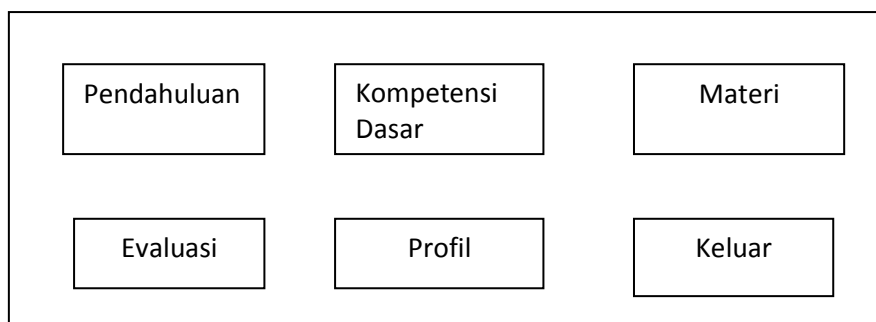 Pendahuluan
Kompetensi
Dasar
Materi
Evaluasi
Profil
Keluar